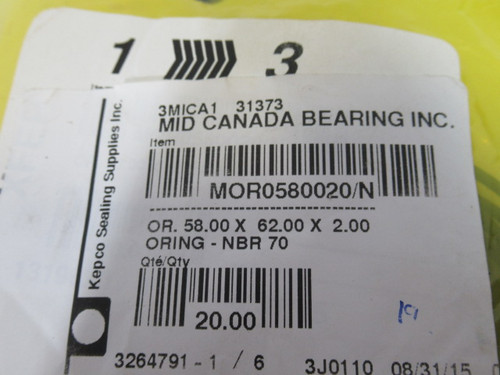 1 3
3MICA1 31373
MID CANADA BEARING INC.
Item
MOR0580020/N
OR. 58.00 X 62.00 X 2.00
ORING - NBR 70
Qté/Qty
20.00
3264791 - 1 / 6 3J0110 08/31/15
Kepco Sealing Supplies Inc.